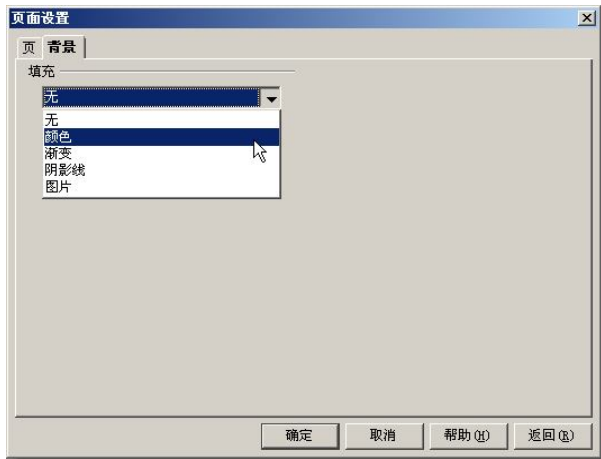 页面设置
页 背景
填充
无
无
颜色
渐变
阴影线
图片
确定 取消 帮助(H) 返回(R)